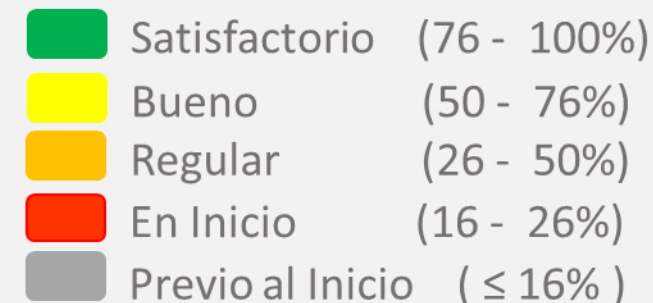 Satisfactorio (76 - 100%)
Bueno (50 - 76%)
Regular (26 - 50%)
En Inicio (16 - 26%)
Previo al Inicio ( ≤ 16% )